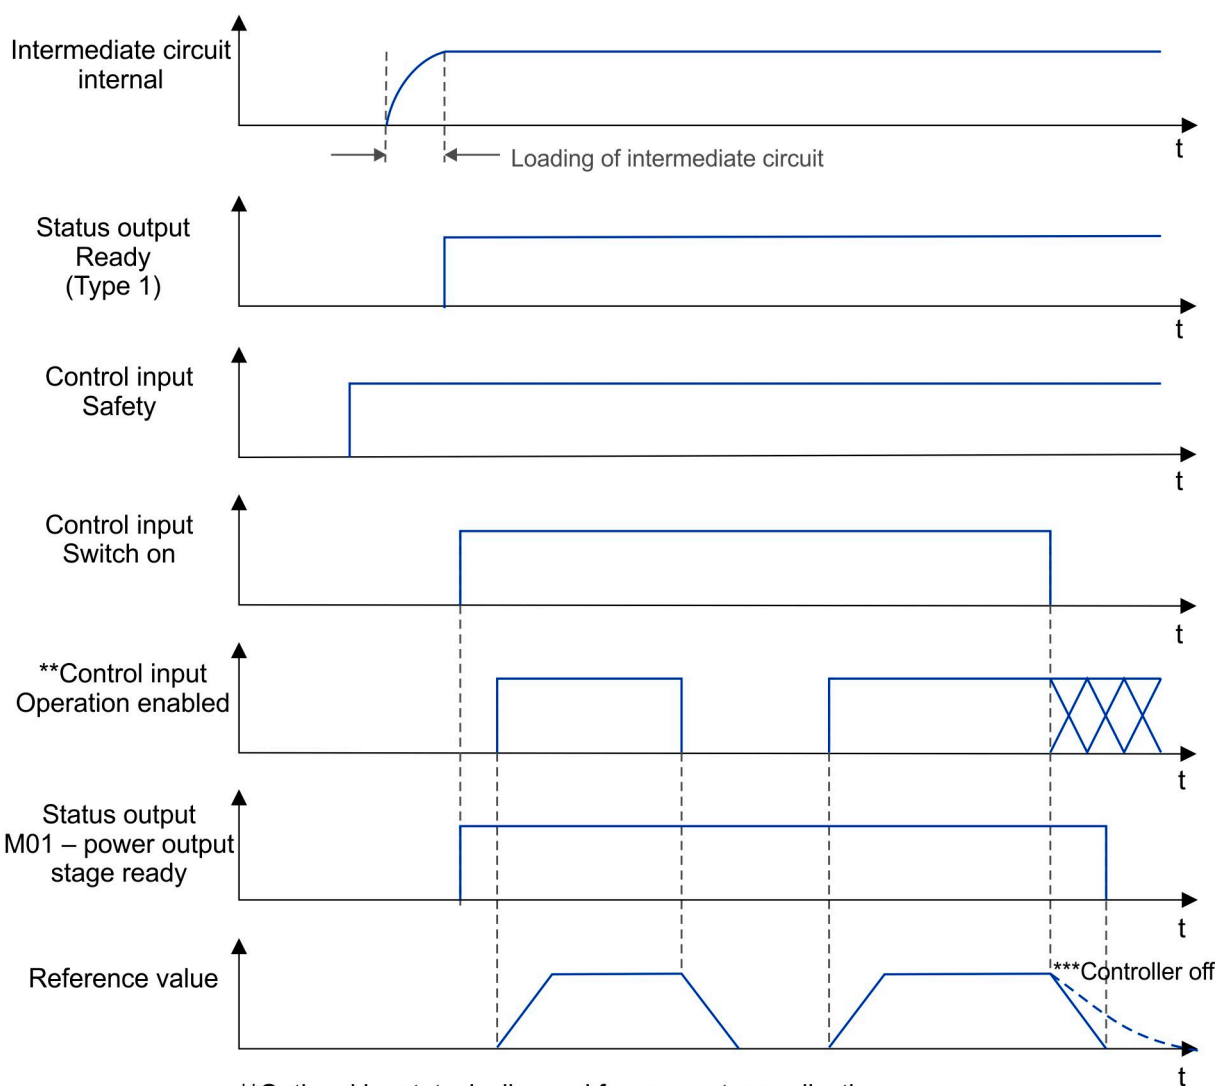 Intermediate circuit
internal
t
Loading of intermediate circuit
Status output
Ready
(Type 1)
t
Control input
Safety
t
Control input
Switch on
t
**Control input
Operation enabled
t
Status output
M01 – power output
stage ready
t
Reference value
***Controller off
t